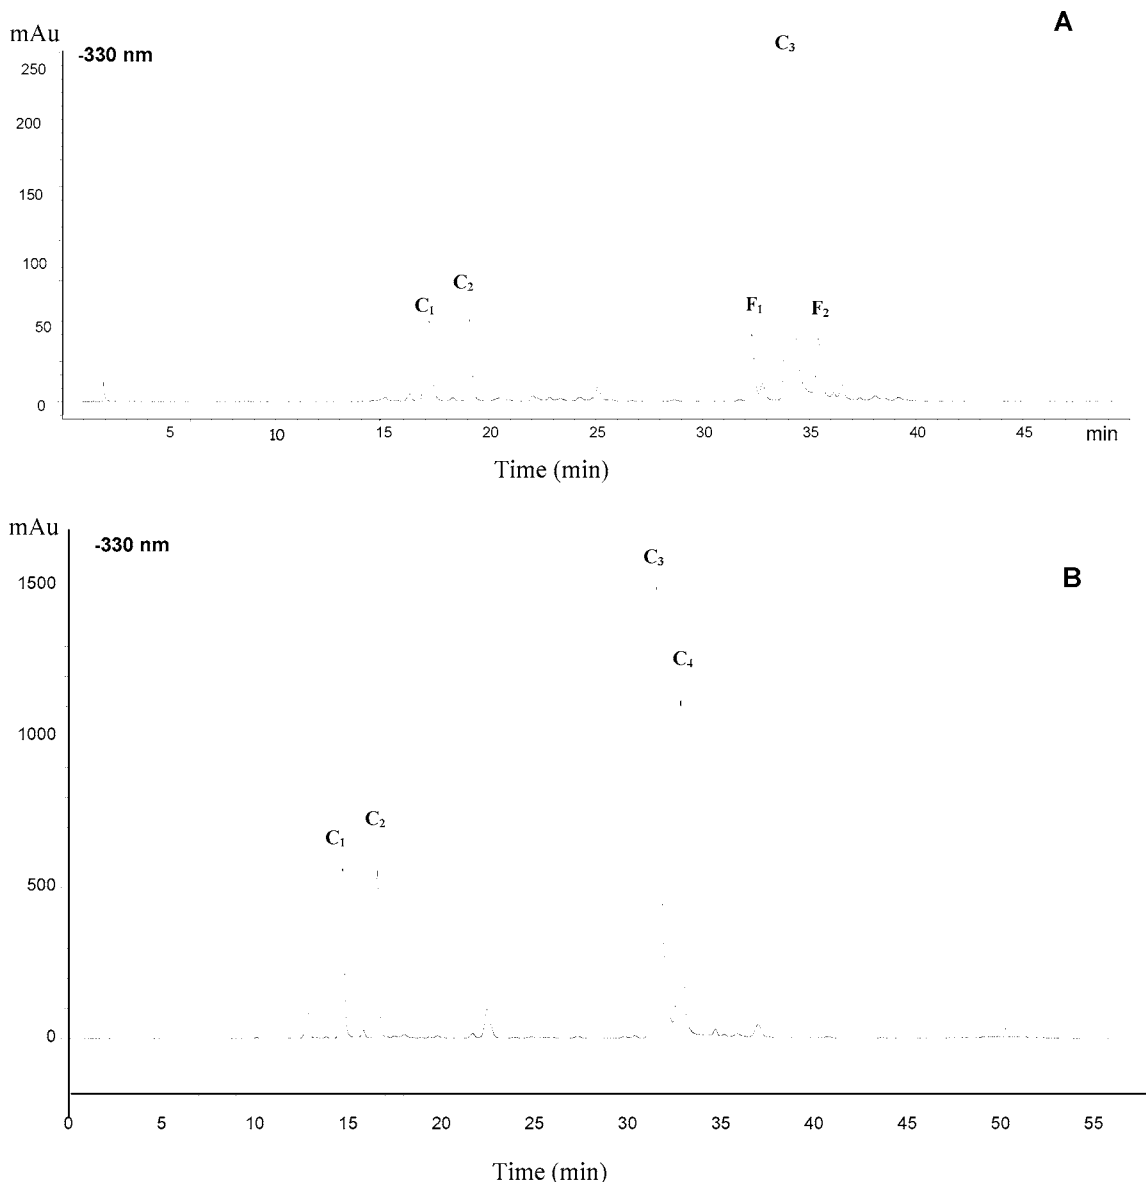 A
mAu
-330 nm
C₃
250
200
150
100
C₂
C₁
F₁
F₂
50
0
5 10 15 20 25 30 35 40 45 min
Time (min)
mAu
-330 nm
C₃
B
1500
C₄
1000
C₂
C₁
500
0
0 5 10 15 20 25 30 35 40 45 50 55
Time (min)